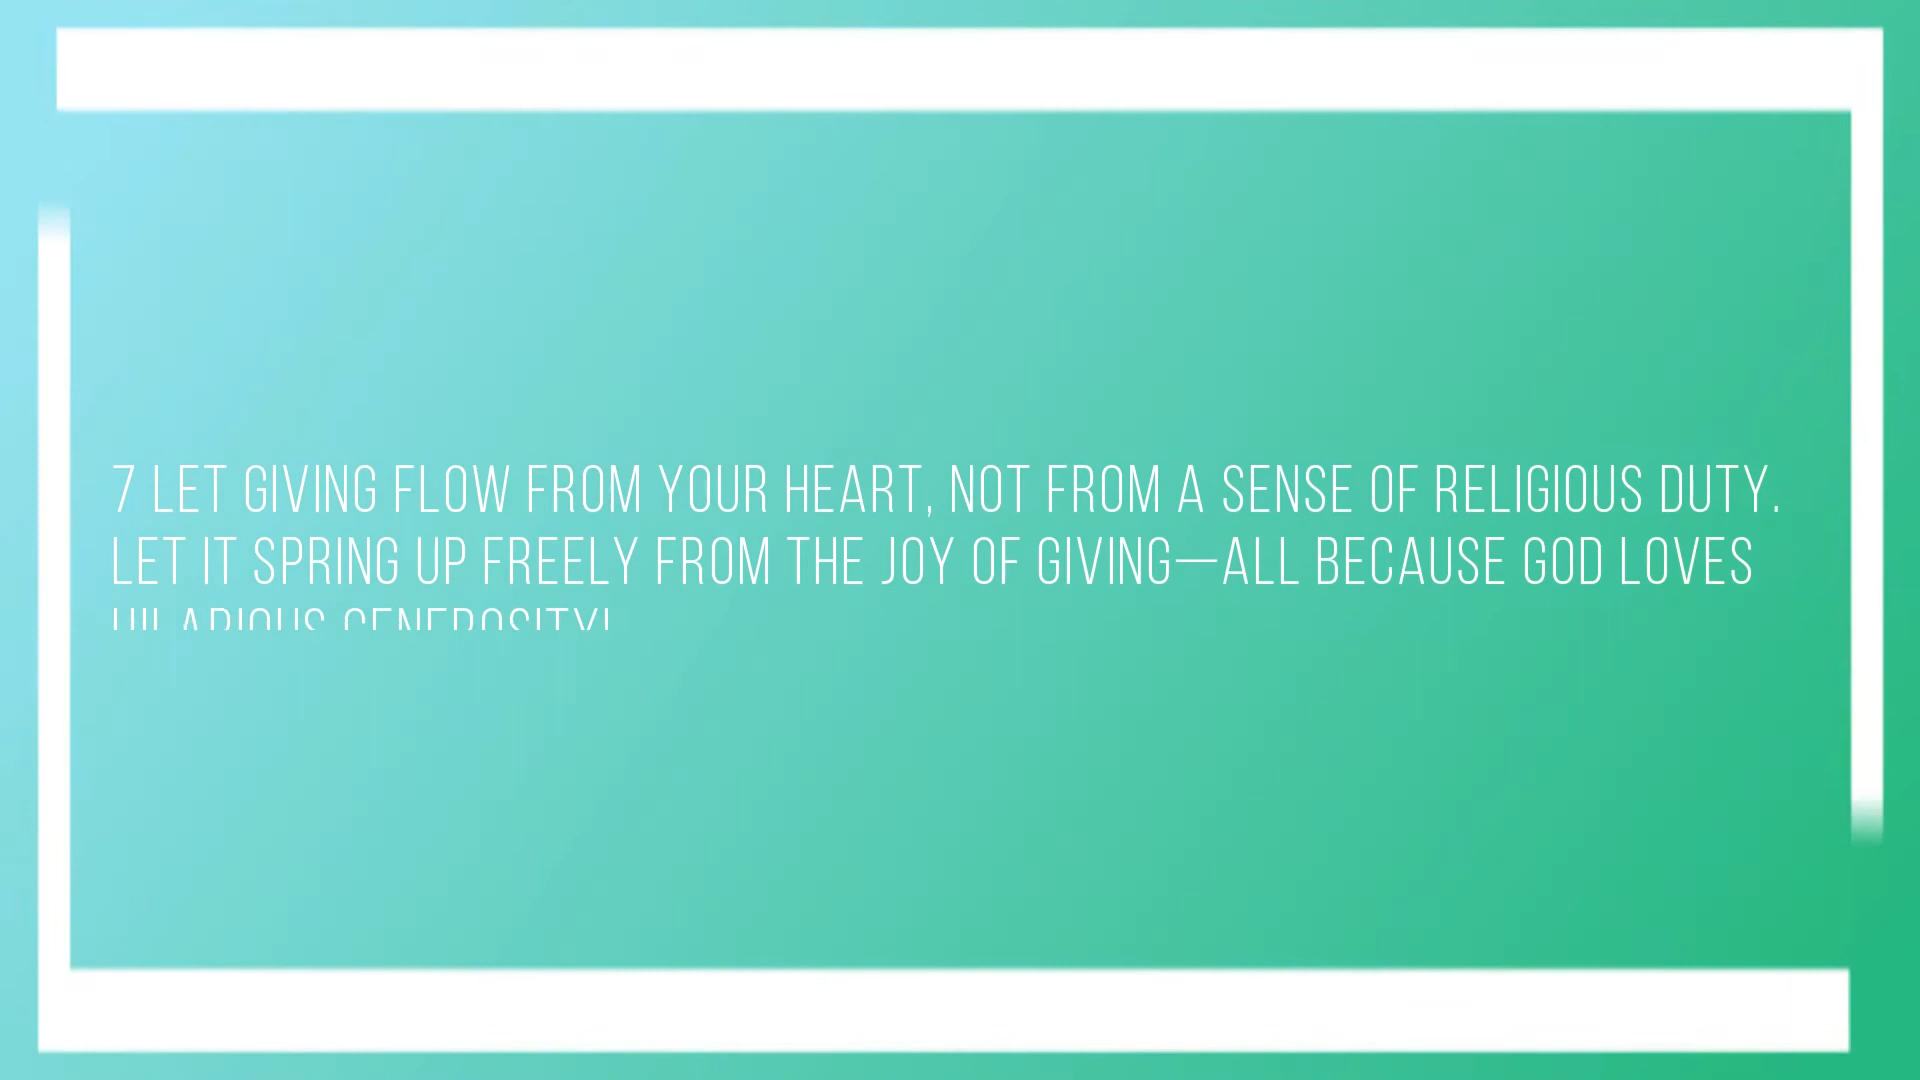 7 LET GIVING FLOW FROM YOUR HEART, NOT FROM A SENSE OF RELIGIOUS DUTY.
LET IT SPRING UP FREELY FROM THE JOY OF GIVING—ALL BECAUSE GOD LOVES
HILARIOUS GENEROSITY!